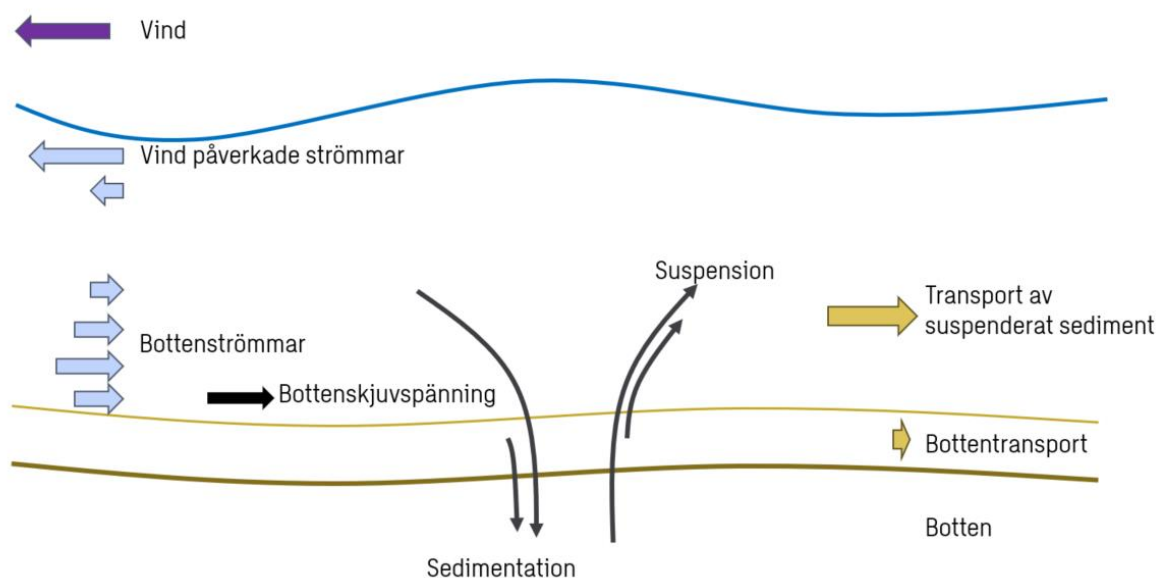 Vind
Vind påverkade strömmar
Suspension
Transport av
suspenderat sediment
Bottenströmmar
Bottenskjuvspänning
Bottentransport
Botten
Sedimentation